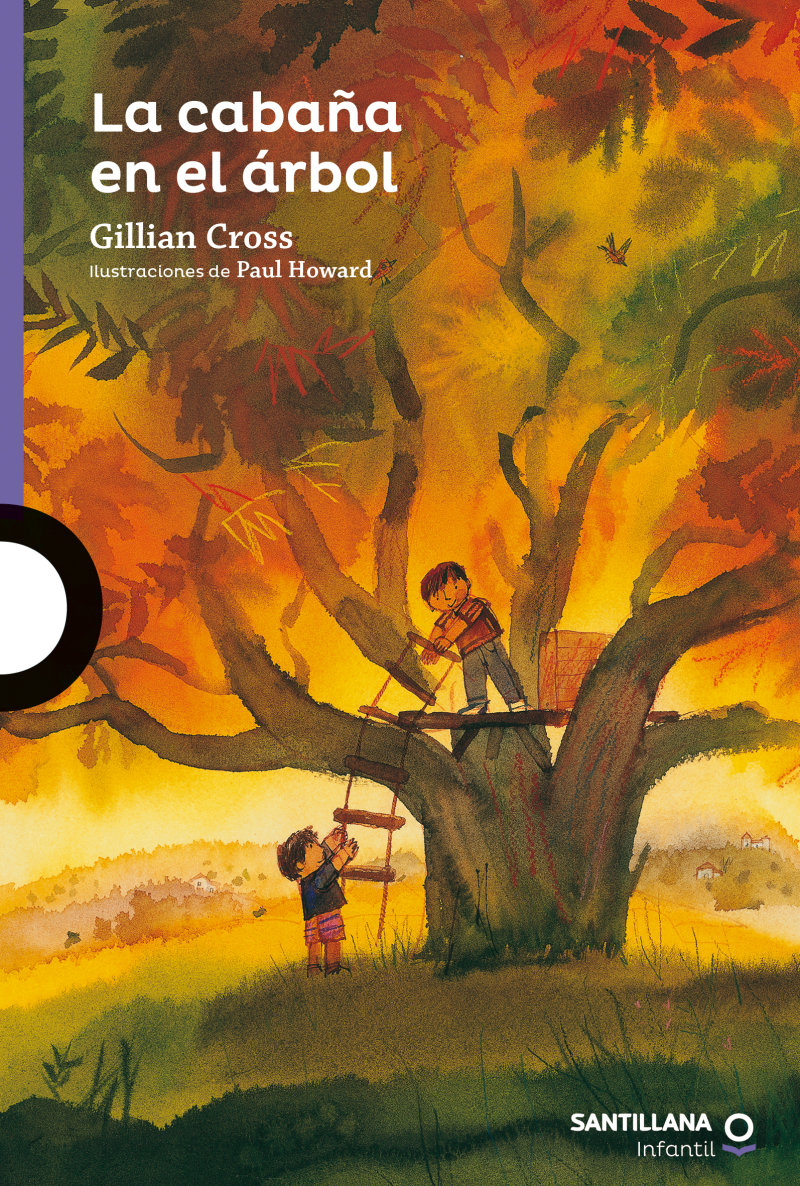 La cabaña
en el árbol
Gillian Cross
Ilustraciones de Paul Howard
SANTILLANA
Infantil